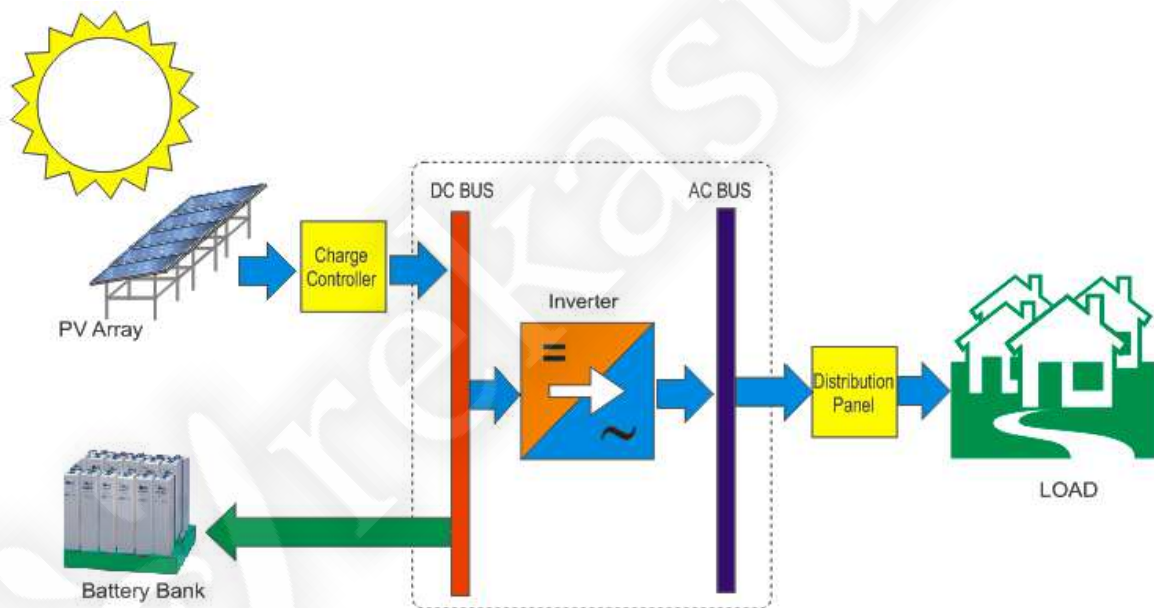 DC BUS
AC BUS
Charge
Controller
Inverter
PV Array
=
~
Distribution
Panel
LOAD
Battery Bank